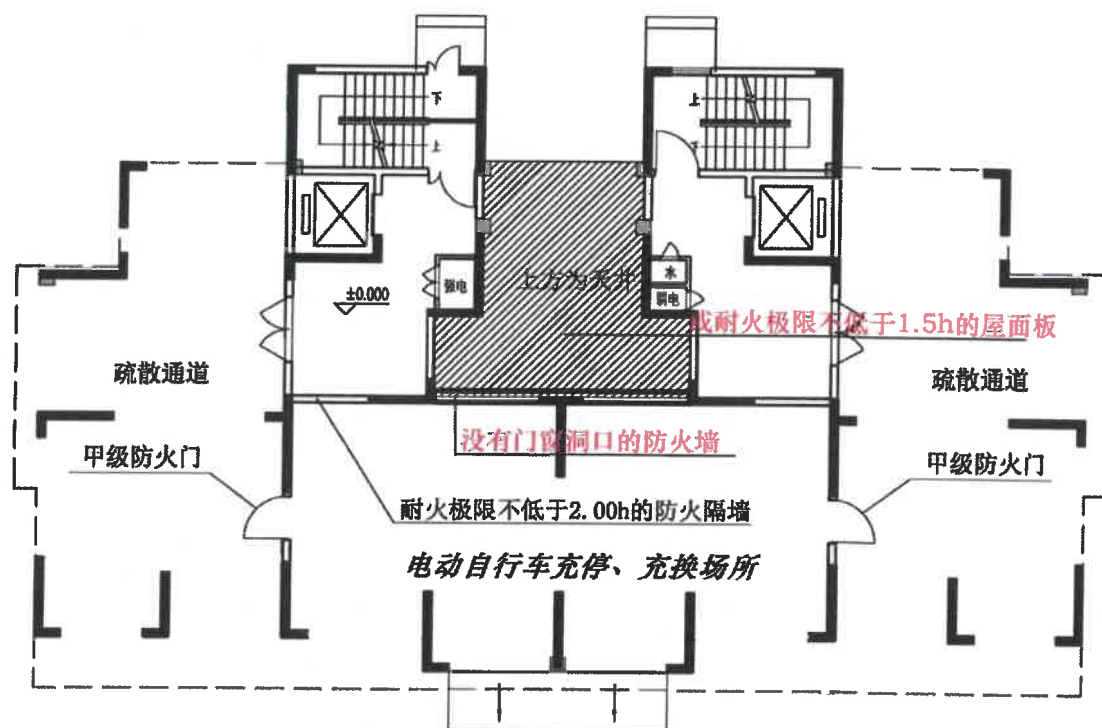 下
上
上
下
强电
水
弱电
上方为天井
±0.000
或耐火极限不低于1.5h的屋面板
疏散通道
疏散通道
没有门窗洞口的防火墙
甲级防火门
甲级防火门
耐火极限不低于2.00h的防火隔墙
电动自行车充停、充换场所